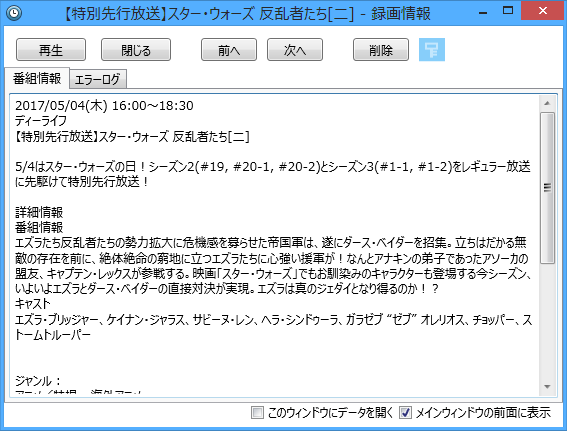 【特別先行放送】スター・ウォーズ 反乱者たち[二] - 録画情報
再生 閉じる 前へ 次へ 削除
番組情報 エラーログ
2017/05/04(木) 16:00～18:30
ディーライフ
【特別先行放送】スター・ウォーズ 反乱者たち[二]
5/4はスター・ウォーズの日！シーズン2(#19, #20-1, #20-2)とシーズン3(#1-1, #1-2)をレギュラー放送
に先駆けて特別先行放送！
詳細情報
番組情報
エズラたち反乱者たちの勢力拡大に危機感を募らせた帝国軍は、遂にダース・ベイダーを招集。立ちはだかる無
敵の存在を前に、絶体絶命の窮地に立つエズラたちに心強い援軍が！なんとアナキンの弟子であったアソーカの
盟友、キャプテン・レックスが参戦する。映画「スター・ウォーズ」でもお馴染みのキャラクターも登場する今シーズン、
いよいよエズラとダース・ベイダーの直接対決が実現。エズラは真のジェダイとなり得るのか！？
キャスト
エズラ・ブリッジャー、ケイナン・ジャラス、サビーヌ・レン、ヘラ・シンドゥーラ、ガラゼブ “ゼブ” オレリオス、チョッパー、ス
トームトルーパー
ジャンル：
アニメ/特撮 - 海外アニメ
このウィンドウにデータを開く メインウィンドウの前面に表示